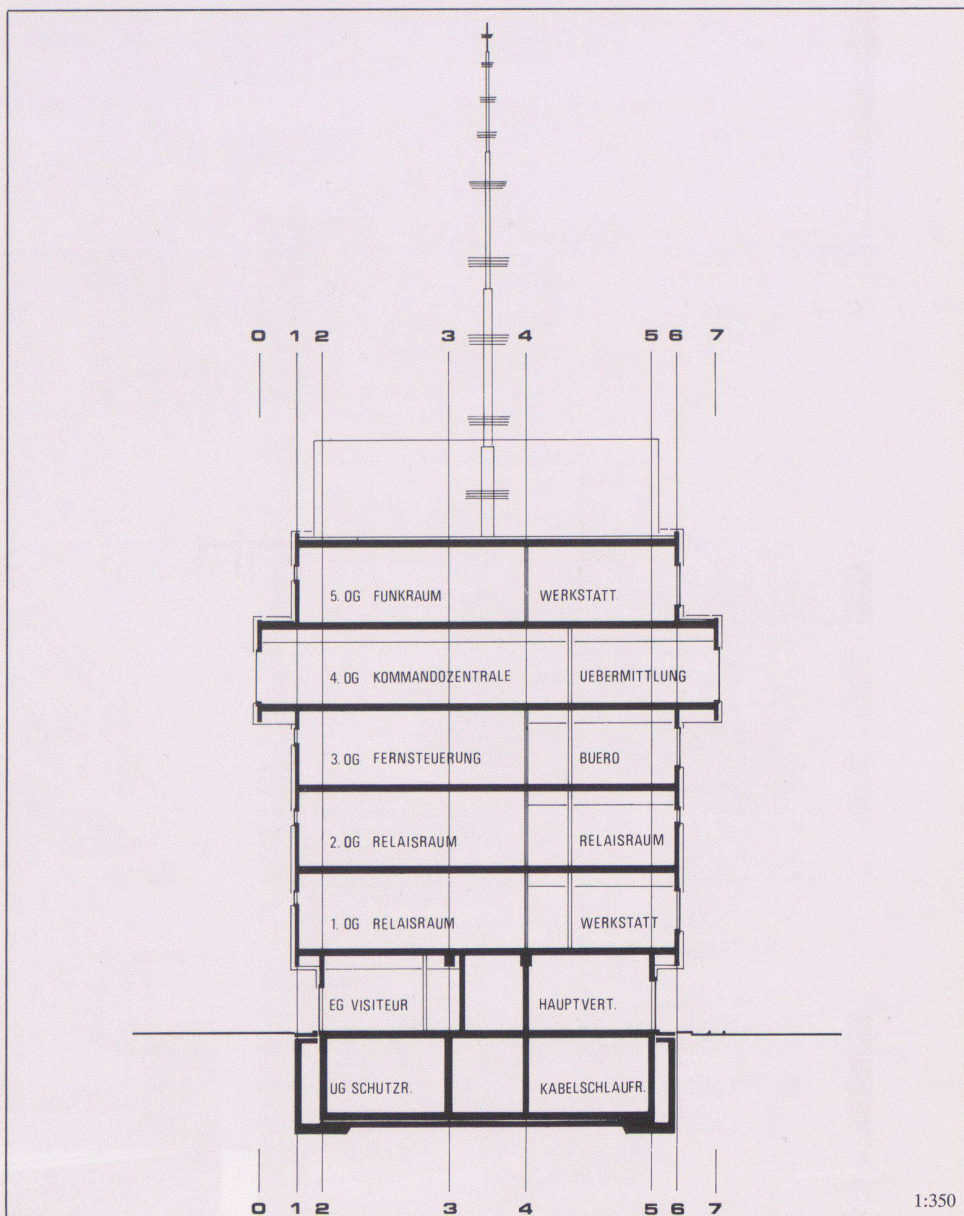 0 1 2 3 4 5 6 7
5. OG FUNKRAUM WERKSTATT
4. OG KOMMANDOZENTRALE UEBERMITTLUNG
3. OG FERNSTEUERUNG BUERO
2. OG RELAISRAUM RELAISRAUM
1. OG RELAISRAUM WERKSTATT
EG VISITEUR HAUPTVERT.
UG SCHUTZR. KABELSCHLAUFR.
0 1 2 3 4 5 6 7
1:350